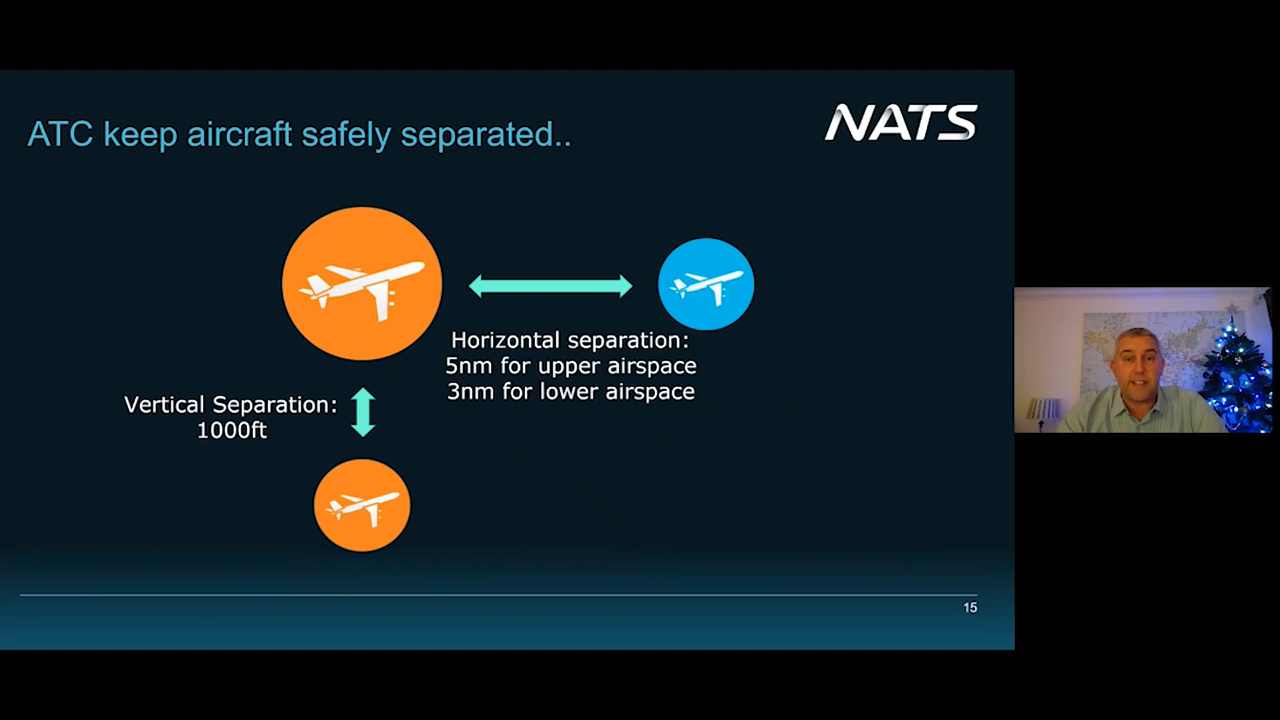 ATC keep aircraft safely separated..
NATS
Horizontal separation:
5nm for upper airspace
3nm for lower airspace
Vertical Separation:
1000ft
15